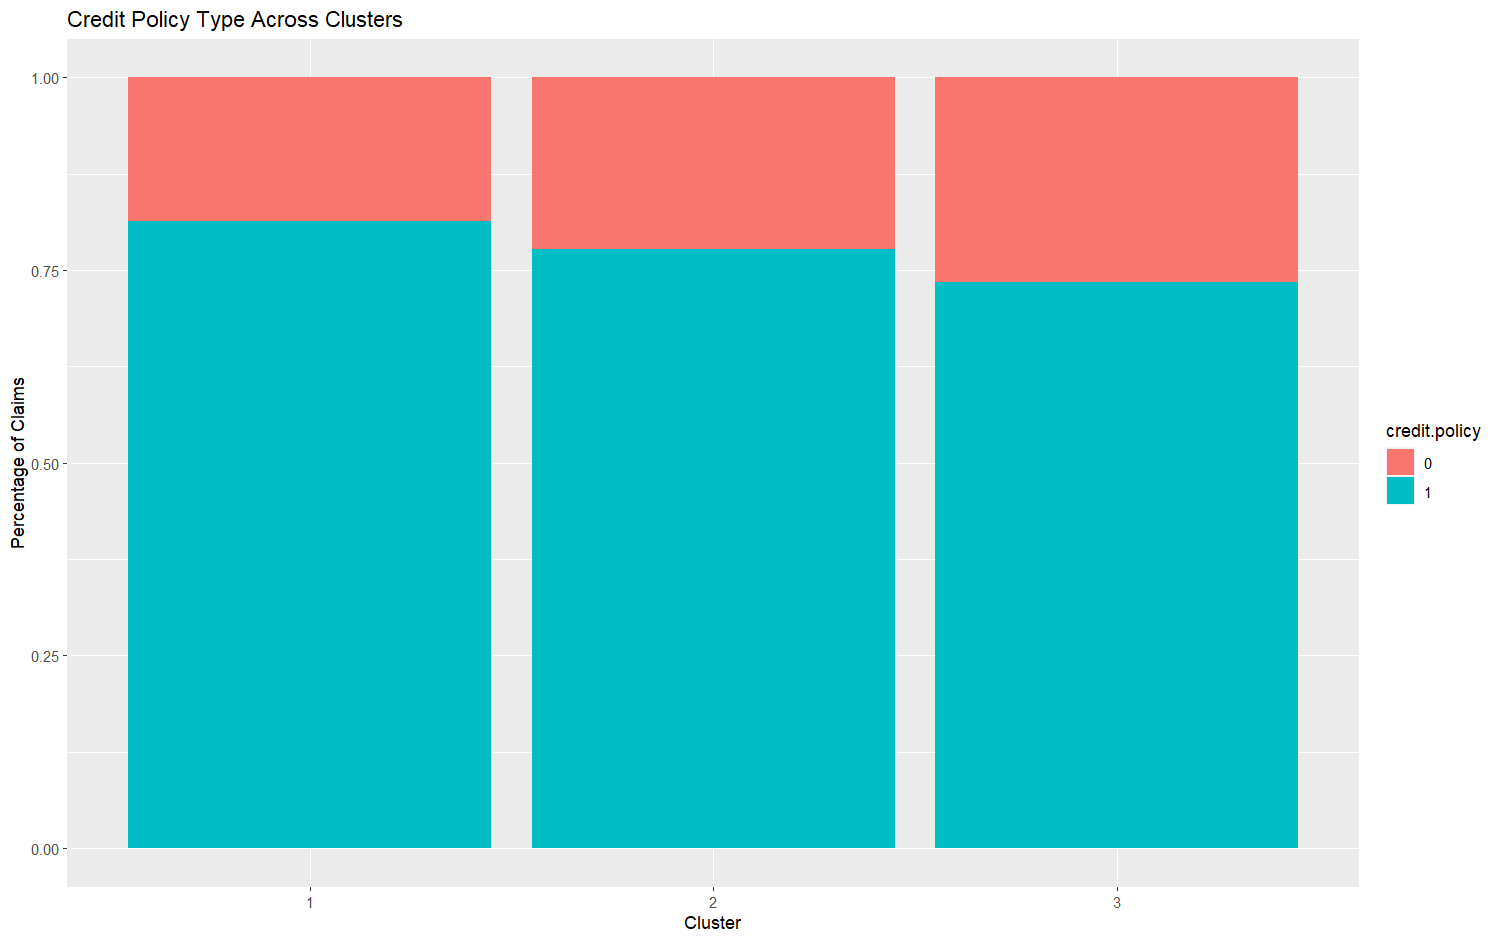 Credit Policy Type Across Clusters
Percentage of Claims
1.00
0.75
0.50
0.25
0.00
1
2
3
Cluster
credit.policy
0
1